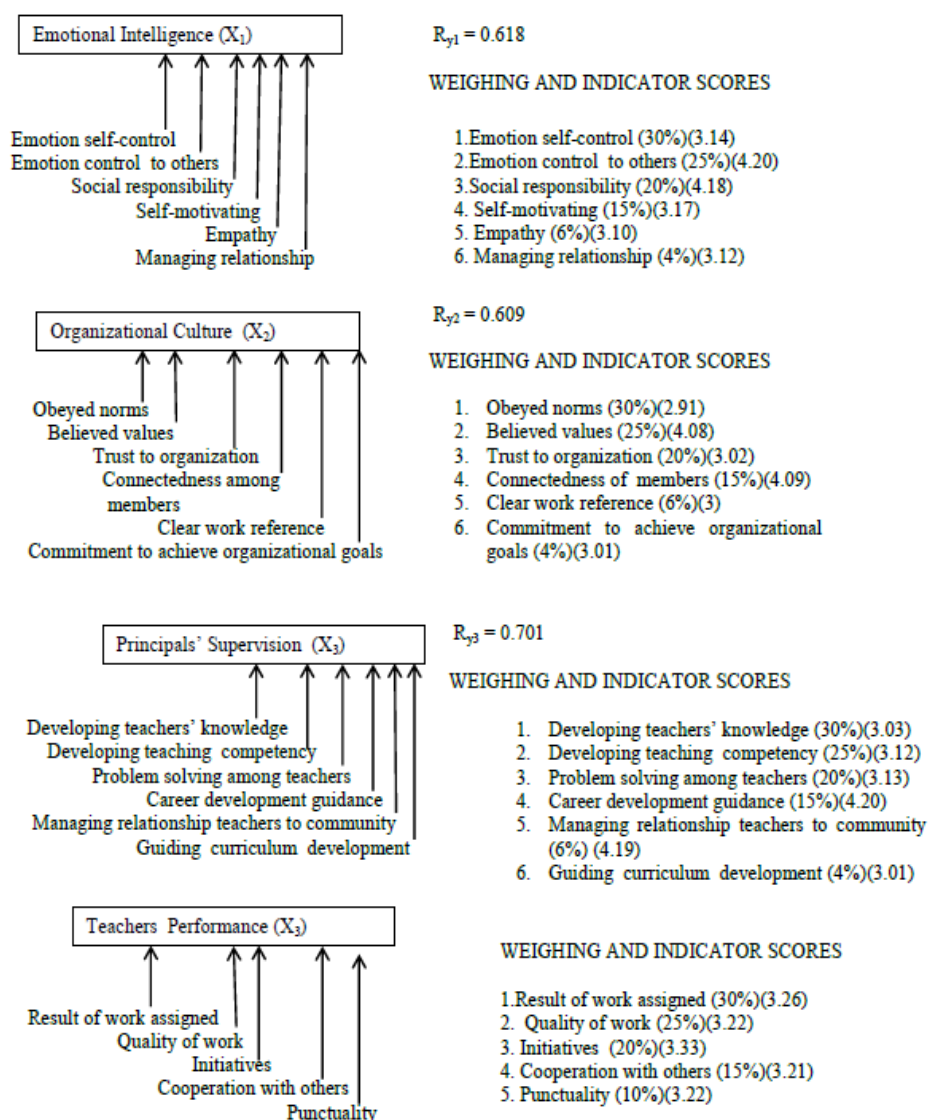 Emotional Intelligence (X₁)
Emotion self-control
Emotion control to others
Social responsibility
Self-motivating
Empathy
Managing relationship
R_y1 = 0.618
WEIGHING AND INDICATOR SCORES
1.Emotion self-control (30%)(3.14)
2.Emotion control to others (25%)(4.20)
3.Social responsibility (20%)(4.18)
4. Self-motivating (15%)(3.17)
5. Empathy (6%)(3.10)
6. Managing relationship (4%)(3.12)
Organizational Culture (X₂)
Obeyed norms
Believed values
Trust to organization
Connectedness among
members
Clear work reference
Commitment to achieve organizational goals
R_y2 = 0.609
WEIGHING AND INDICATOR SCORES
1. Obeyed norms (30%)(2.91)
2. Believed values (25%)(4.08)
3. Trust to organization (20%)(3.02)
4. Connectedness of members (15%)(4.09)
5. Clear work reference (6%)(3)
6. Commitment to achieve organizational
goals (4%)(3.01)
Principals' Supervision (X₃)
Developing teachers' knowledge
Developing teaching competency
Problem solving among teachers
Career development guidance
Managing relationship teachers to community
Guiding curriculum development
R_y3 = 0.701
WEIGHING AND INDICATOR SCORES
1. Developing teachers' knowledge (30%)(3.03)
2. Developing teaching competency (25%)(3.12)
3. Problem solving among teachers (20%)(3.13)
4. Career development guidance (15%)(4.20)
5. Managing relationship teachers to community
(6%) (4.19)
6. Guiding curriculum development (4%)(3.01)
Teachers Performance (X₃)
Result of work assigned
Quality of work
Initiatives
Cooperation with others
Punctuality
WEIGHING AND INDICATOR SCORES
1.Result of work assigned (30%)(3.26)
2. Quality of work (25%)(3.22)
3. Initiatives (20%)(3.33)
4. Cooperation with others (15%)(3.21)
5. Punctuality (10%)(3.22)